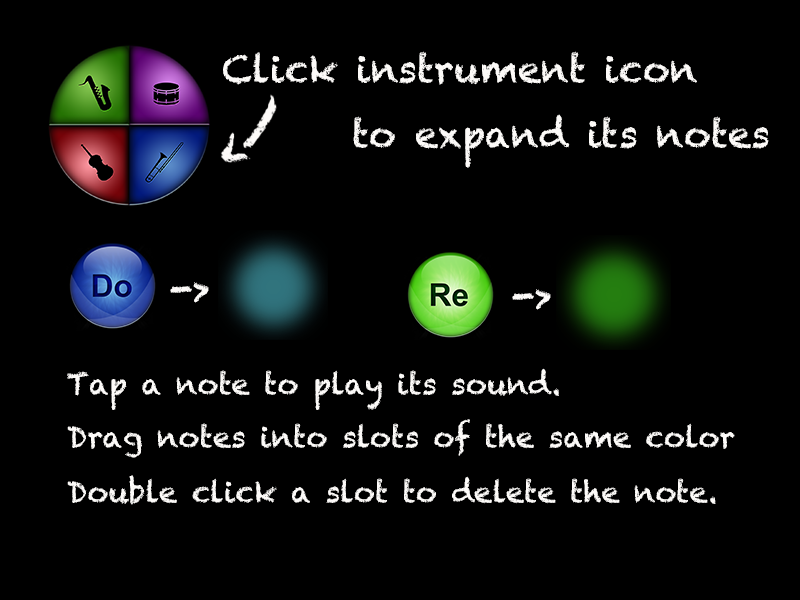 Click instrument icon
to expand its notes
Do -> Re ->
Tap a note to play its sound.
Drag notes into slots of the same color
Double click a slot to delete the note.